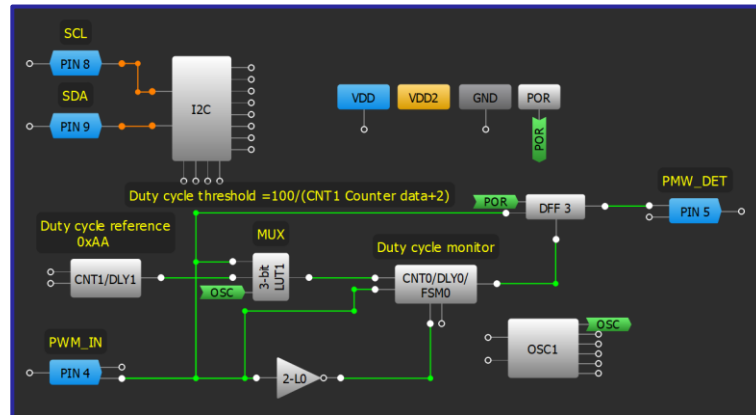 SCL
PIN 8
SDA
PIN 9
I2C
VDD
VDD2
GND
POR
POR
Duty cycle threshold =100/(CNT1 Counter data+2)
POR
DFF 3
PMW_DET
PIN 5
Duty cycle reference
0xAA
CNT1/DLY1
MUX
3-bit
LUT1
OSC
Duty cycle monitor
CNT0/DLY0/
FSM0
OSC
OSC1
PWM_IN
PIN 4
2-L0